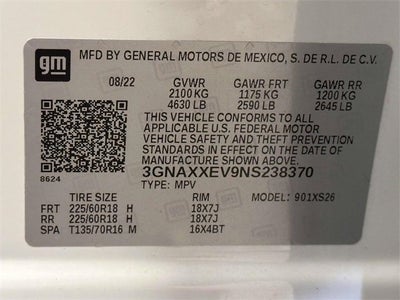 gm
MFD BY GENERAL MOTORS DE MEXICO, S. DE R.L. DE C.V.
08/22 GVWR GAWR FRT GAWR RR
2100 KG 1175 KG 1200 KG
4630 LB 2590 LB 2645 LB
THIS VEHICLE CONFORMS TO ALL
APPLICABLE U.S. FEDERAL MOTOR
VEHICLE SAFETY AND THEFT PREVENTION
STANDARDS IN EFFECT ON THE DATE OF
MANUFACTURE SHOWN ABOVE.
8624 3GNAXXEV9NS238370
TYPE: MPV
TIRE SIZE RIM MODEL: 901XS26
FRT 225/60R18 H 18X7J
RR 225/60R18 H 18X7J
SPA T135/70R16 M 16X4BT